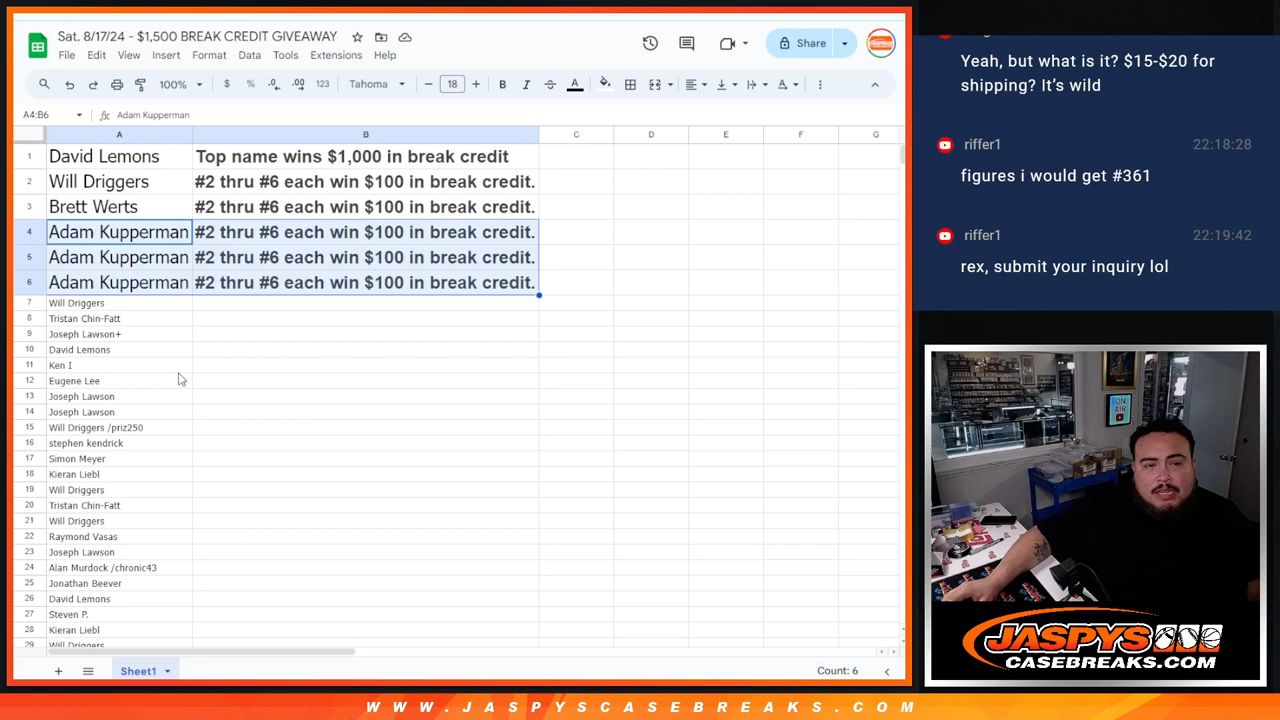 Sat. 8/17/24 - $1,500 BREAK CREDIT GIVEAWAY
File Edit View Insert Format Data Tools Extensions Help
Share
100% $ % .0 .00 123 Tahoma 18 B I A
A4:B6 fx Adam Kupperman
A B C D E F G
1 David Lemons Top name wins $1,000 in break credit
2 Will Driggers #2 thru #6 each win $100 in break credit.
3 Brett Werts #2 thru #6 each win $100 in break credit.
4 Adam Kupperman #2 thru #6 each win $100 in break credit.
5 Adam Kupperman #2 thru #6 each win $100 in break credit.
6 Adam Kupperman #2 thru #6 each win $100 in break credit.
7 Will Driggers
8 Tristan Chin-Fatt
9 Joseph Lawson+
10 David Lemons
11 Ken I
12 Eugene Lee
13 Joseph Lawson
14 Joseph Lawson
15 Will Driggers /priz250
16 stephen kendrick
17 Simon Meyer
18 Kieran Liebl
19 Will Driggers
20 Tristan Chin-Fatt
21 Will Driggers
22 Raymond Vasas
23 Joseph Lawson
24 Alan Murdock /chronic43
25 Jonathan Beever
26 David Lemons
27 Steven P.
28 Kieran Liebl
29 Will Driggers
Sheet1
Count: 6
Yeah, but what is it? $15-$20 for
shipping? It's wild
riffer1 22:18:28
figures i would get #361
riffer1 22:19:42
rex, submit your inquiry lol
ON
AIR
JASPYS
CASEBREAKS.COM
WWW.JASPYSCASEBREAKS.COM